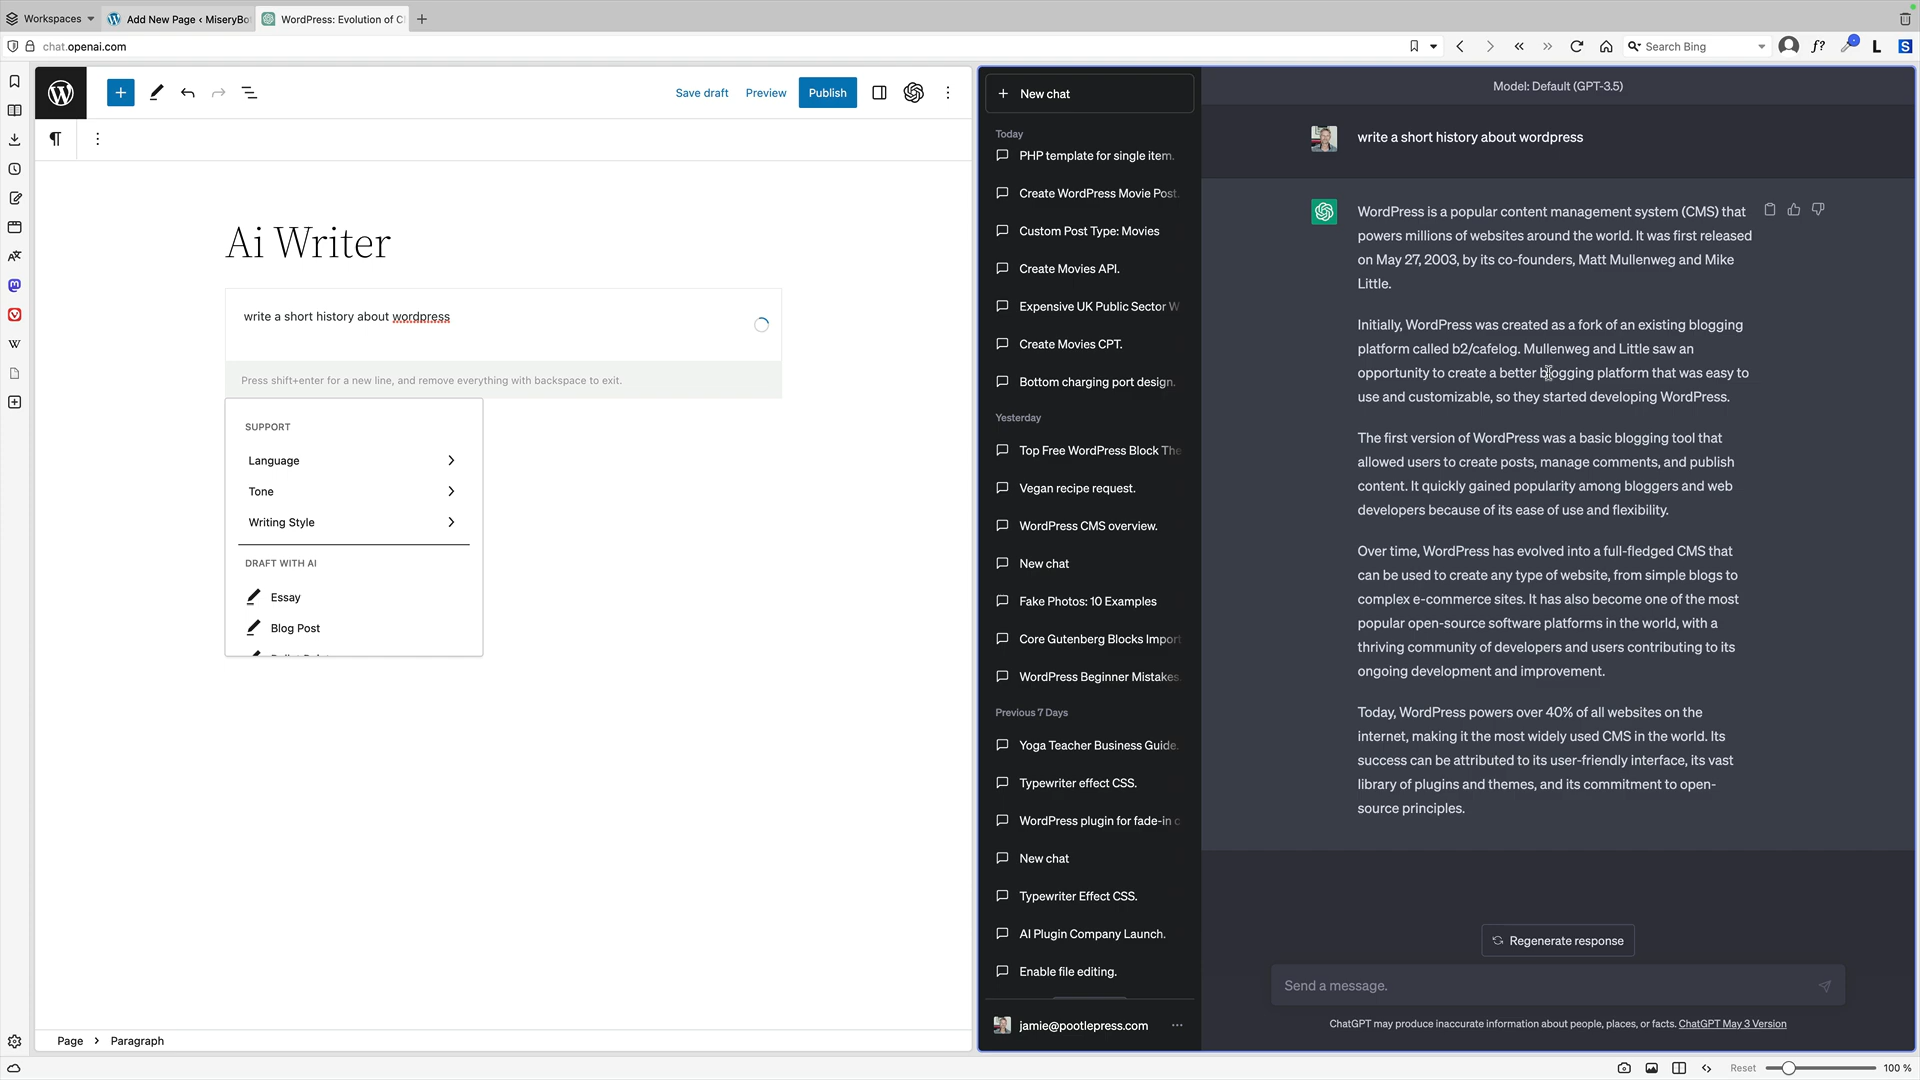 Workspaces
Add New Page ‹ MiseryBo
WordPress: Evolution of C
chat.openai.com
Search Bing
f?
L
S
Save draft
Preview
Publish
Ai Writer
write a short history about wordpress
Press shift+enter for a new line, and remove everything with backspace to exit.
SUPPORT
Language
Tone
Writing Style
DRAFT WITH AI
Essay
Blog Post
Page
Paragraph
New chat
Today
PHP template for single item.
Create WordPress Movie Post.
Custom Post Type: Movies
Create Movies API.
Expensive UK Public Sector W
Create Movies CPT.
Bottom charging port design.
Yesterday
Top Free WordPress Block The
Vegan recipe request.
WordPress CMS overview.
New chat
Fake Photos: 10 Examples
Core Gutenberg Blocks Import
WordPress Beginner Mistakes.
Previous 7 Days
Yoga Teacher Business Guide.
Typewriter effect CSS.
WordPress plugin for fade-in
New chat
Typewriter Effect CSS.
AI Plugin Company Launch.
Enable file editing.
jamie@pootlepress.com
Model: Default (GPT-3.5)
write a short history about wordpress
WordPress is a popular content management system (CMS) that
powers millions of websites around the world. It was first released
on May 27, 2003, by its co-founders, Matt Mullenweg and Mike
Little.
Initially, WordPress was created as a fork of an existing blogging
platform called b2/cafelog. Mullenweg and Little saw an
opportunity to create a better blogging platform that was easy to
use and customizable, so they started developing WordPress.
The first version of WordPress was a basic blogging tool that
allowed users to create posts, manage comments, and publish
content. It quickly gained popularity among bloggers and web
developers because of its ease of use and flexibility.
Over time, WordPress has evolved into a full-fledged CMS that
can be used to create any type of website, from simple blogs to
complex e-commerce sites. It has also become one of the most
popular open-source software platforms in the world, with a
thriving community of developers and users contributing to its
ongoing development and improvement.
Today, WordPress powers over 40% of all websites on the
internet, making it the most widely used CMS in the world. Its
success can be attributed to its user-friendly interface, its vast
library of plugins and themes, and its commitment to open-
source principles.
Regenerate response
Send a message.
ChatGPT may produce inaccurate information about people, places, or facts. ChatGPT May 3 Version
Reset
100 %